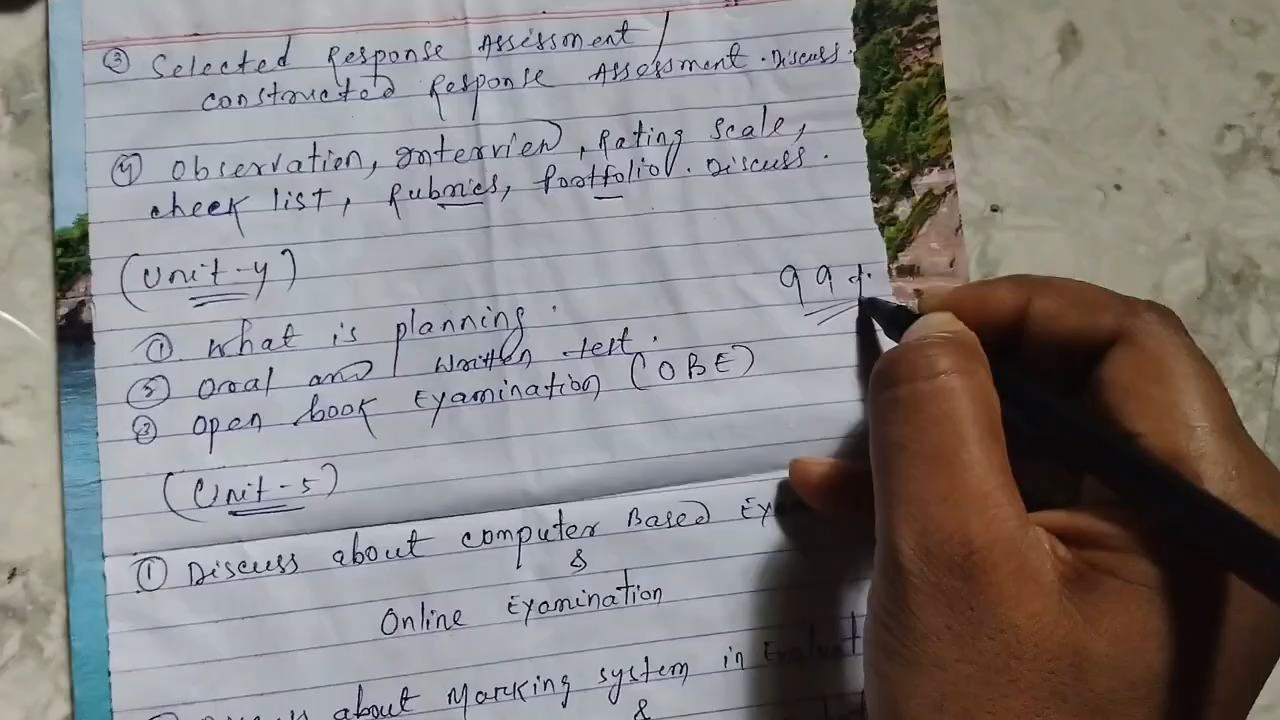 ③ Selected Response Assessment /
constructed Response Assessment. Discuss.
④ Observation, Interview, Rating scale,
check list, Rubrics, Portfolio. Discuss.
(Unit-4)
99%
① What is planning.
⑤ Oral and written test.
③ open book Examination (OBE)
(Unit-5)
① Discuss about computer Based
&
Online Examination
about Marking system in
&